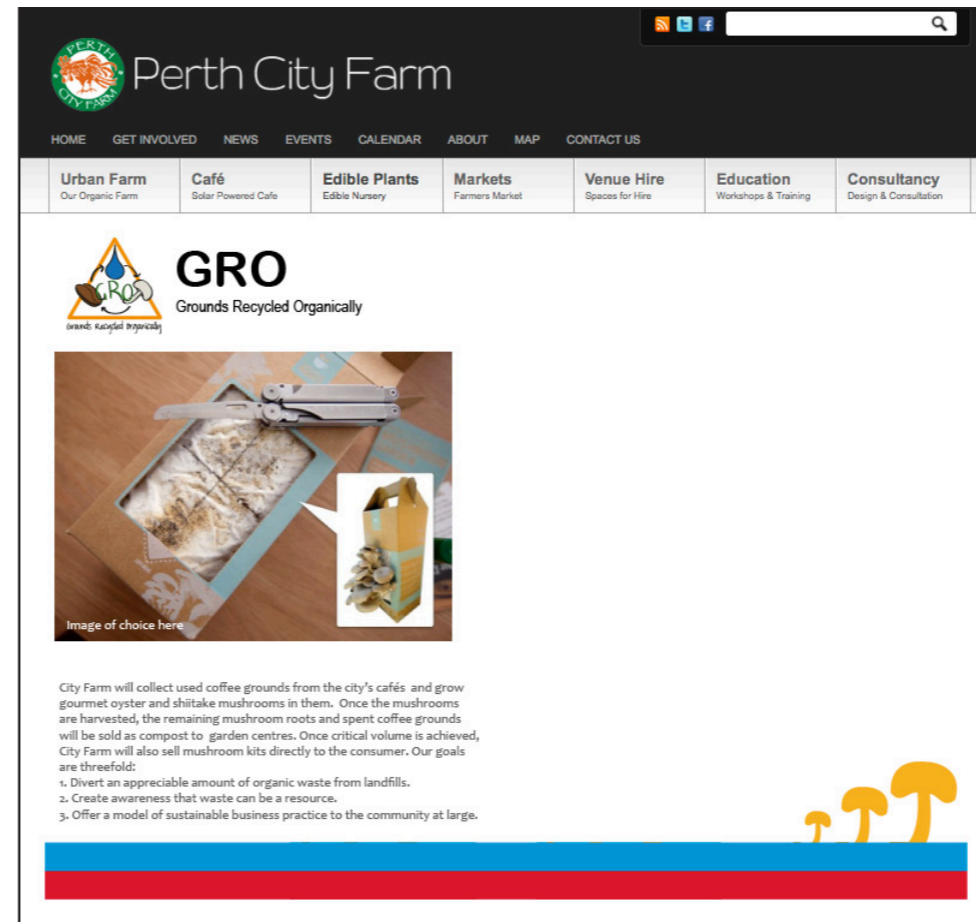 PERTH
CITY FARM
Perth City Farm
HOME GET INVOLVED NEWS EVENTS CALENDAR ABOUT MAP CONTACT US
Urban Farm Café Edible Plants Markets Venue Hire Education Consultancy
Our Organic Farm Solar Powered Cafe Edible Nursery Farmers Market Spaces for Hire Workshops & Training Design & Consultation
GRO
Grounds Recycled Organically
GRO
Grounds Recycled Organically
Image of choice here
City Farm will collect used coffee grounds from the city's cafés and grow
gourmet oyster and shiitake mushrooms in them. Once the mushrooms
are harvested, the remaining mushroom roots and spent coffee grounds
will be sold as compost to garden centres. Once critical volume is achieved,
City Farm will also sell mushroom kits directly to the consumer. Our goals
are threefold:
1. Divert an appreciable amount of organic waste from landfills.
2. Create awareness that waste can be a resource.
3. Offer a model of sustainable business practice to the community at large.